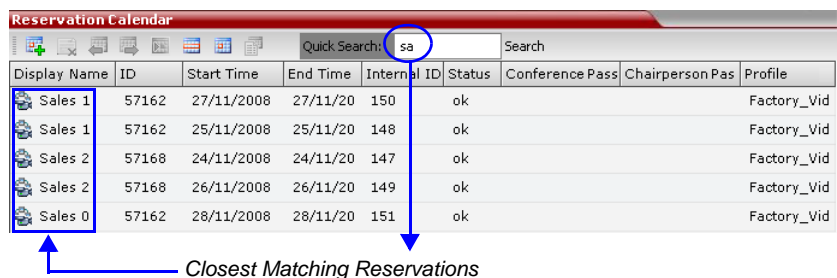 Reservation Calendar
Quick Search: sa Search
Display Name ID Start Time End Time Internal ID Status Conference Pass Chairperson Pas Profile
Sales 1 57162 27/11/2008 27/11/20 150 ok Factory_Vid
Sales 1 57162 25/11/2008 25/11/20 148 ok Factory_Vid
Sales 2 57168 24/11/2008 24/11/20 147 ok Factory_Vid
Sales 2 57168 26/11/2008 26/11/20 149 ok Factory_Vid
Sales 0 57162 28/11/2008 28/11/20 151 ok Factory_Vid
Closest Matching Reservations